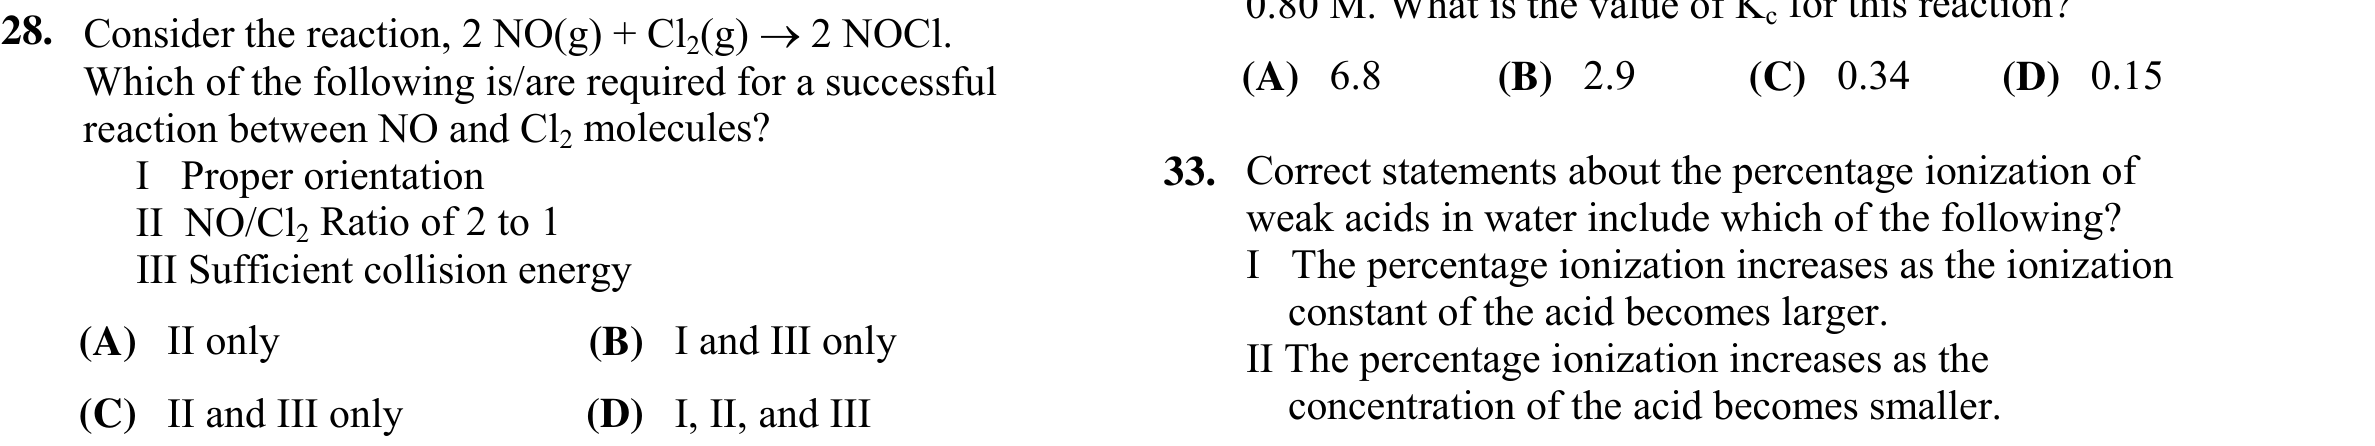 28. Consider the reaction, 2 NO(g) + Cl₂(g) → 2 NOCl.
Which of the following is/are required for a successful
reaction between NO and Cl₂ molecules?
I Proper orientation
II NO/Cl₂ Ratio of 2 to 1
III Sufficient collision energy
(A) II only (B) I and III only
(C) II and III only (D) I, II, and III
0.80 M. What is the value of K꜀ for this reaction?
(A) 6.8 (B) 2.9 (C) 0.34 (D) 0.15
33. Correct statements about the percentage ionization of
weak acids in water include which of the following?
I The percentage ionization increases as the ionization
constant of the acid becomes larger.
II The percentage ionization increases as the
concentration of the acid becomes smaller.